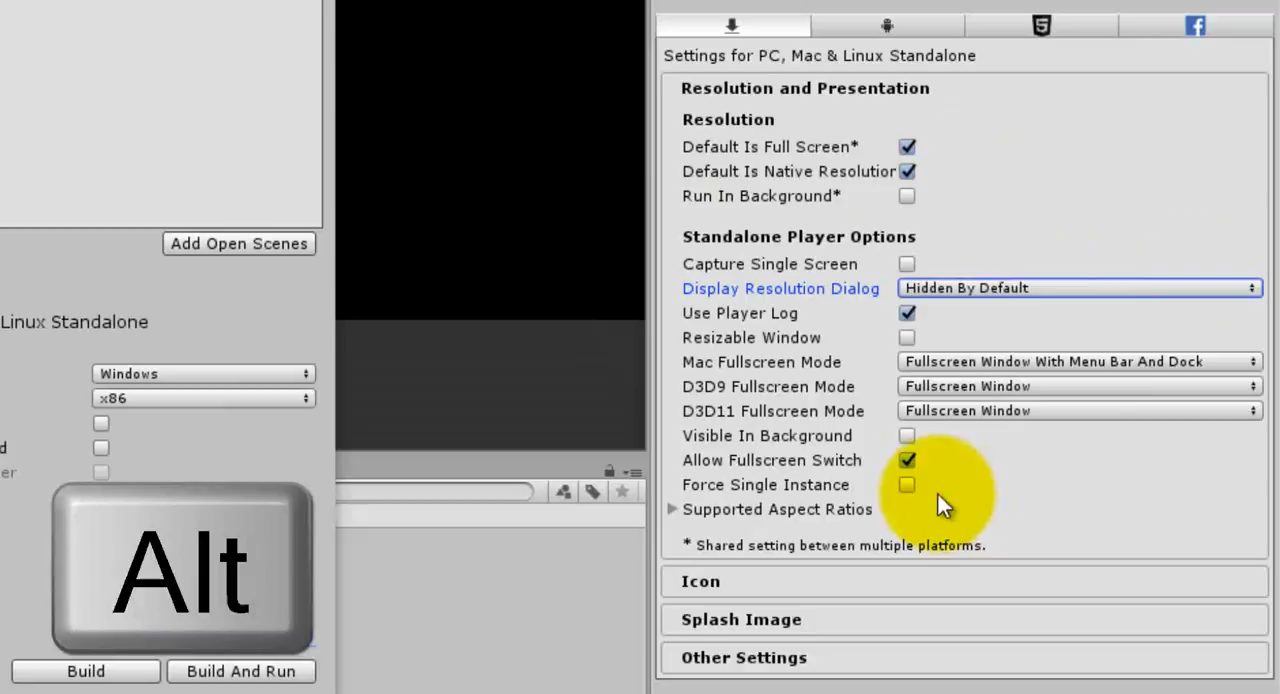 Add Open Scenes
Linux Standalone
Windows
x86
d
er
Alt
Build
Build And Run
Settings for PC, Mac & Linux Standalone
Resolution and Presentation
Resolution
Default Is Full Screen*
Default Is Native Resolution
Run In Background*
Standalone Player Options
Capture Single Screen
Display Resolution Dialog Hidden By Default
Use Player Log
Resizable Window
Mac Fullscreen Mode Fullscreen Window With Menu Bar And Dock
D3D9 Fullscreen Mode Fullscreen Window
D3D11 Fullscreen Mode Fullscreen Window
Visible In Background
Allow Fullscreen Switch
Force Single Instance
Supported Aspect Ratios
* Shared setting between multiple platforms.
Icon
Splash Image
Other Settings